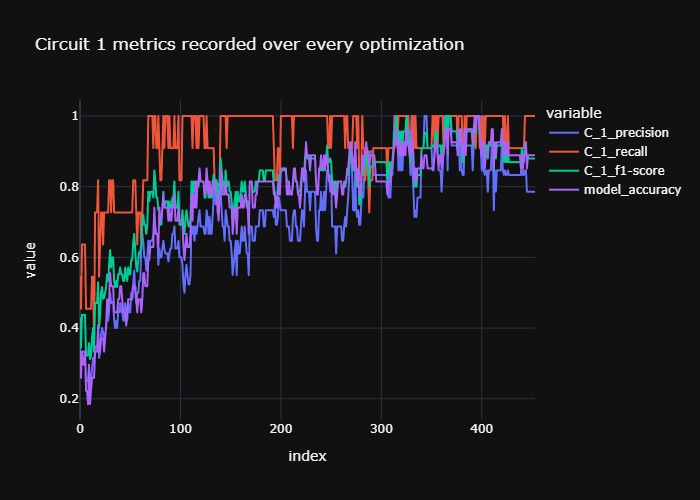 Circuit 1 metrics recorded over every optimization
variable
C_1_precision
C_1_recall
C_1_f1-score
model_accuracy
value
1
0.8
0.6
0.4
0.2
0 100 200 300 400
index